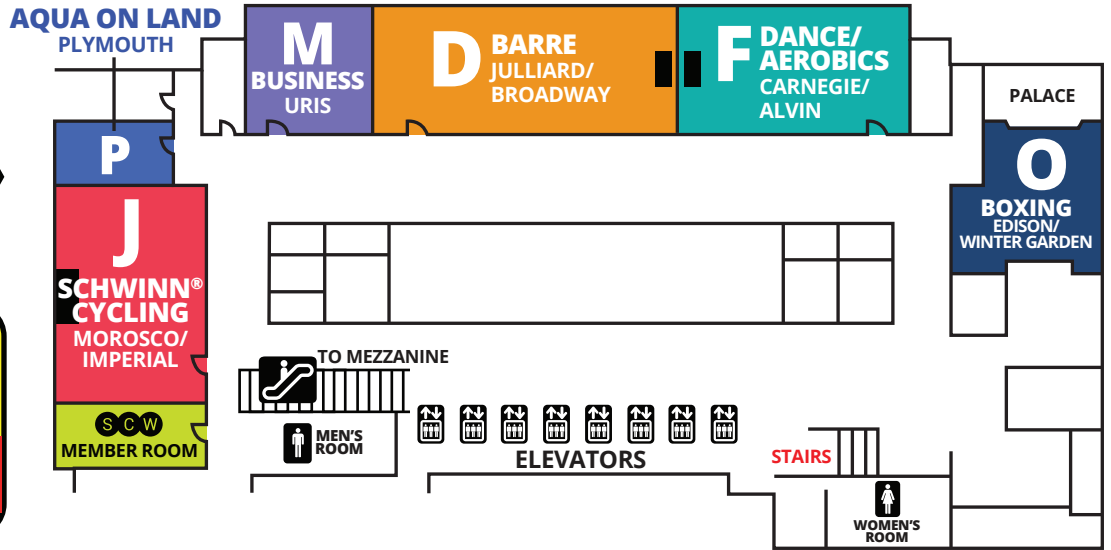 AQUA ON LAND
PLYMOUTH
M
BUSINESS
URIS
D
BARRE
JULLIARD/
BROADWAY
F
DANCE/
AEROBICS
CARNEGIE/
ALVIN
PALACE
P
O
BOXING
EDISON/
WINTER GARDEN
J
SCHWINN®
CYCLING
MOROSCO/
IMPERIAL
TO MEZZANINE
S C W
MEMBER ROOM
MEN'S
ROOM
ELEVATORS
STAIRS
WOMEN'S
ROOM